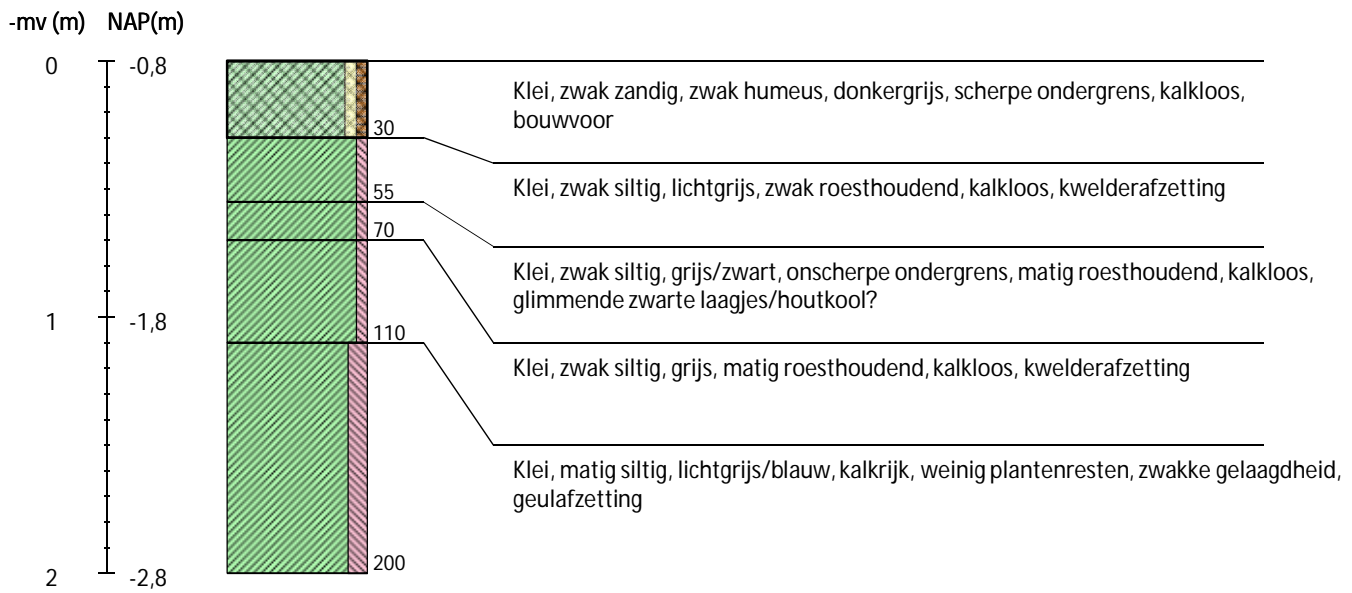 -mv (m) NAP(m)
0 -0,8
Klei, zwak zandig, zwak humeus, donkergrijs, scherpe ondergrens, kalkloos,
bouwvoor
30
Klei, zwak siltig, lichtgrijs, zwak roesthoudend, kalkloos, kwelderafzetting
55
70
Klei, zwak siltig, grijs/zwart, onscherpe ondergrens, matig roesthoudend, kalkloos,
glimmende zwarte laagjes/houtkool?
1 -1,8
110
Klei, zwak siltig, grijs, matig roesthoudend, kalkloos, kwelderafzetting
Klei, matig siltig, lichtgrijs/blauw, kalkrijk, weinig plantenresten, zwakke gelaagdheid,
geulafzetting
200
2 -2,8